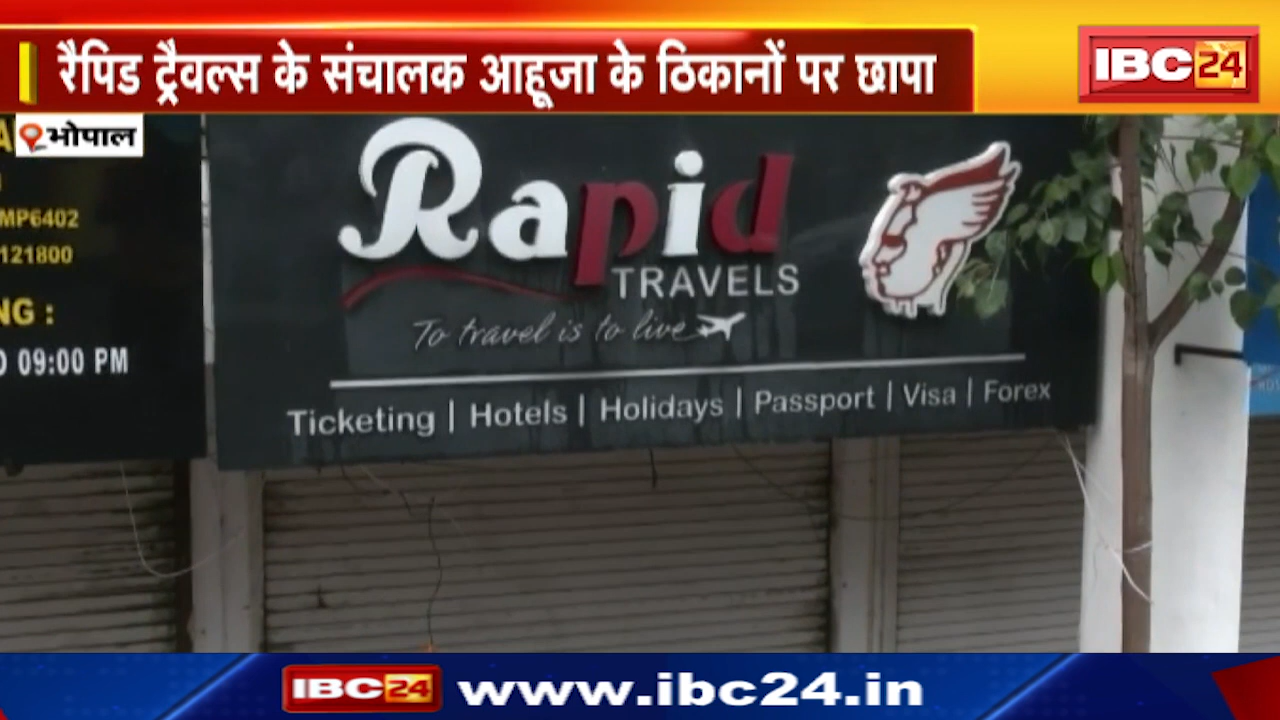 रैपिड ट्रैवल्स के संचालक आहूजा के ठिकानों पर छापा
IBC24
भोपाल
MP6402
121800
NG :
09:00 PM
Rapid
TRAVELS
To travel is to live
Ticketing | Hotels | Holidays | Passport | Visa | Forex
IBC24
www.ibc24.in